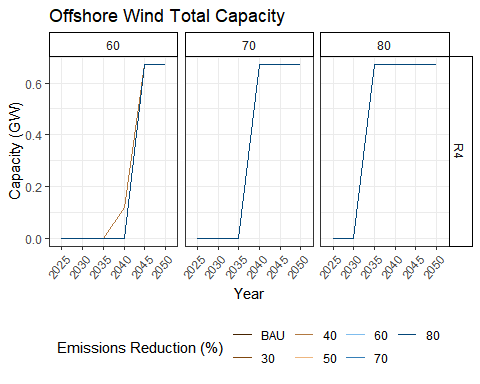 Offshore Wind Total Capacity
60 70 80
Capacity (GW)
0.6
0.4
0.2
0.0
R4
2025 2030 2035 2040 2045 2050 2025 2030 2035 2040 2045 2050 2025 2030 2035 2040 2045 2050
Year
Emissions Reduction (%)
BAU 40 60 80
30 50 70